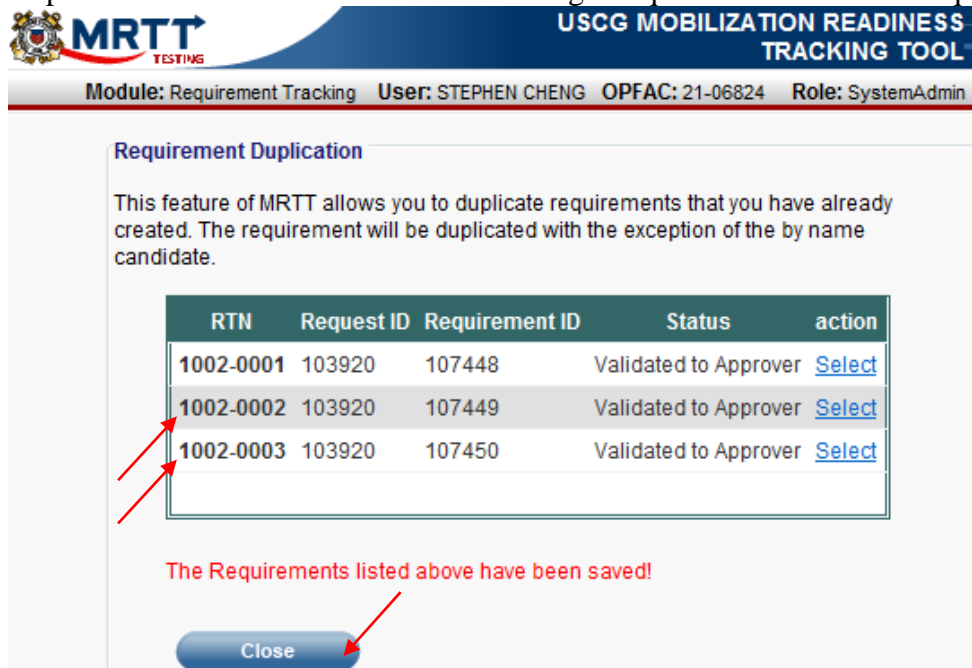 MRTT
TESTING
USCG MOBILIZATION READINESS
TRACKING TOOL
Module: Requirement Tracking User: STEPHEN CHENG OPFAC: 21-06824 Role: SystemAdmin
Requirement Duplication
This feature of MRTT allows you to duplicate requirements that you have already
created. The requirement will be duplicated with the exception of the by name
candidate.
RTN Request ID Requirement ID Status action
1002-0001 103920 107448 Validated to Approver Select
1002-0002 103920 107449 Validated to Approver Select
1002-0003 103920 107450 Validated to Approver Select
The Requirements listed above have been saved!
Close